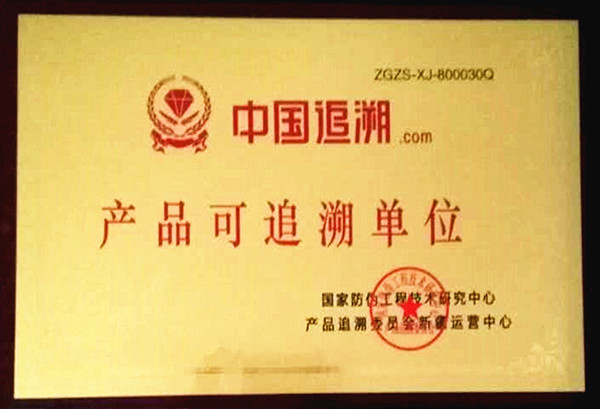 ZGZS-XJ-800030Q
中国追溯.com
产品可追溯单位
国家防伪工程技术研究中心
产品追溯委员会新疆运营中心